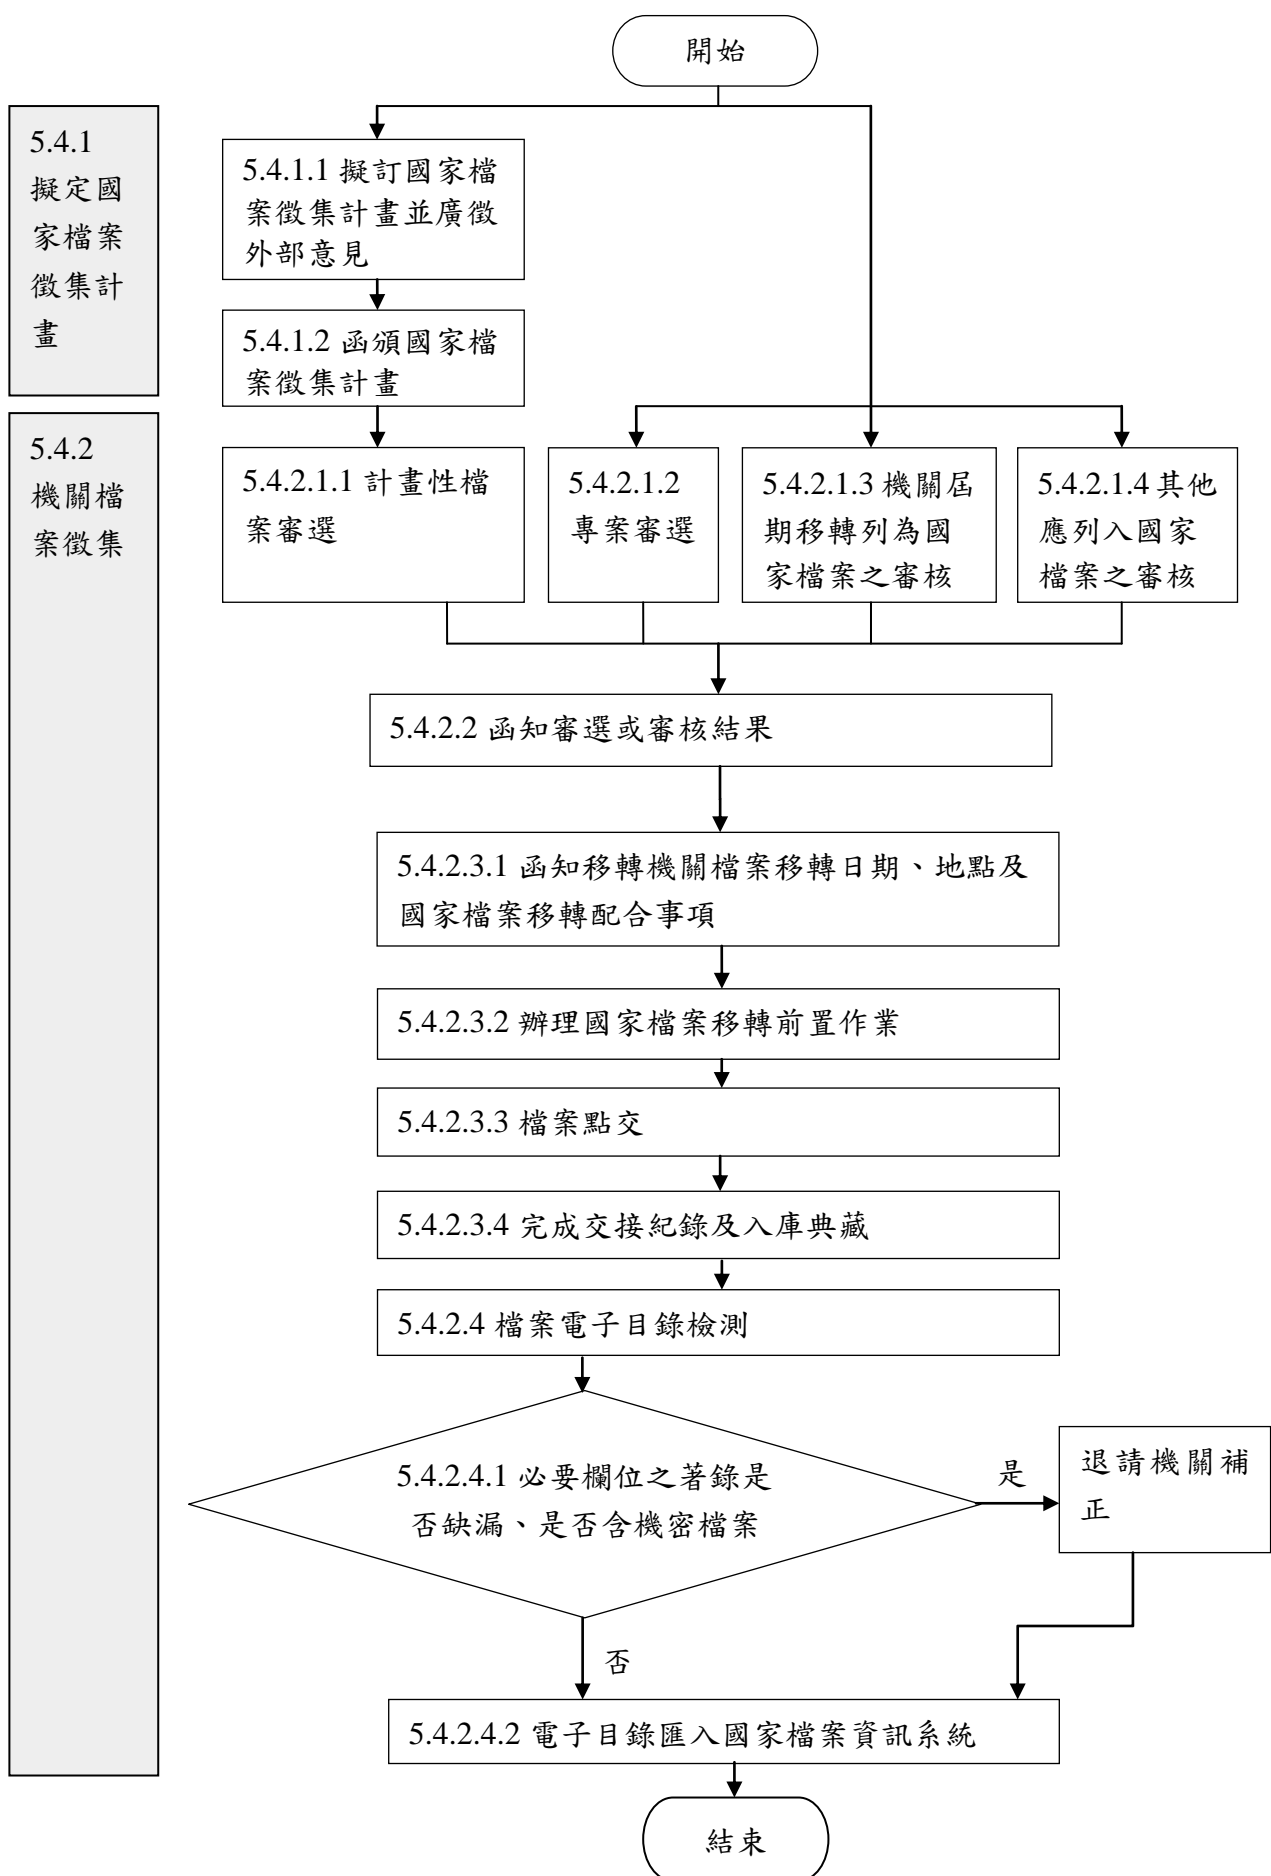 開始
5.4.1
擬定國
家檔案
徵集計
畫
5.4.1.1 擬訂國家檔
案徵集計畫並廣徵
外部意見
5.4.1.2 函頒國家檔
案徵集計畫
5.4.2
機關檔
案徵集
5.4.2.1.1 計畫性檔
案審選
5.4.2.1.2
專案審選
5.4.2.1.3 機關屆
期移轉列為國
家檔案之審核
5.4.2.1.4 其他
應列入國家
檔案之審核
5.4.2.2 函知審選或審核結果
5.4.2.3.1 函知移轉機關檔案移轉日期、地點及
國家檔案移轉配合事項
5.4.2.3.2 辦理國家檔案移轉前置作業
5.4.2.3.3 檔案點交
5.4.2.3.4 完成交接紀錄及入庫典藏
5.4.2.4 檔案電子目錄檢測
5.4.2.4.1 必要欄位之著錄是
否缺漏、是否含機密檔案
是
退請機關補
正
否
5.4.2.4.2 電子目錄匯入國家檔案資訊系統
結束